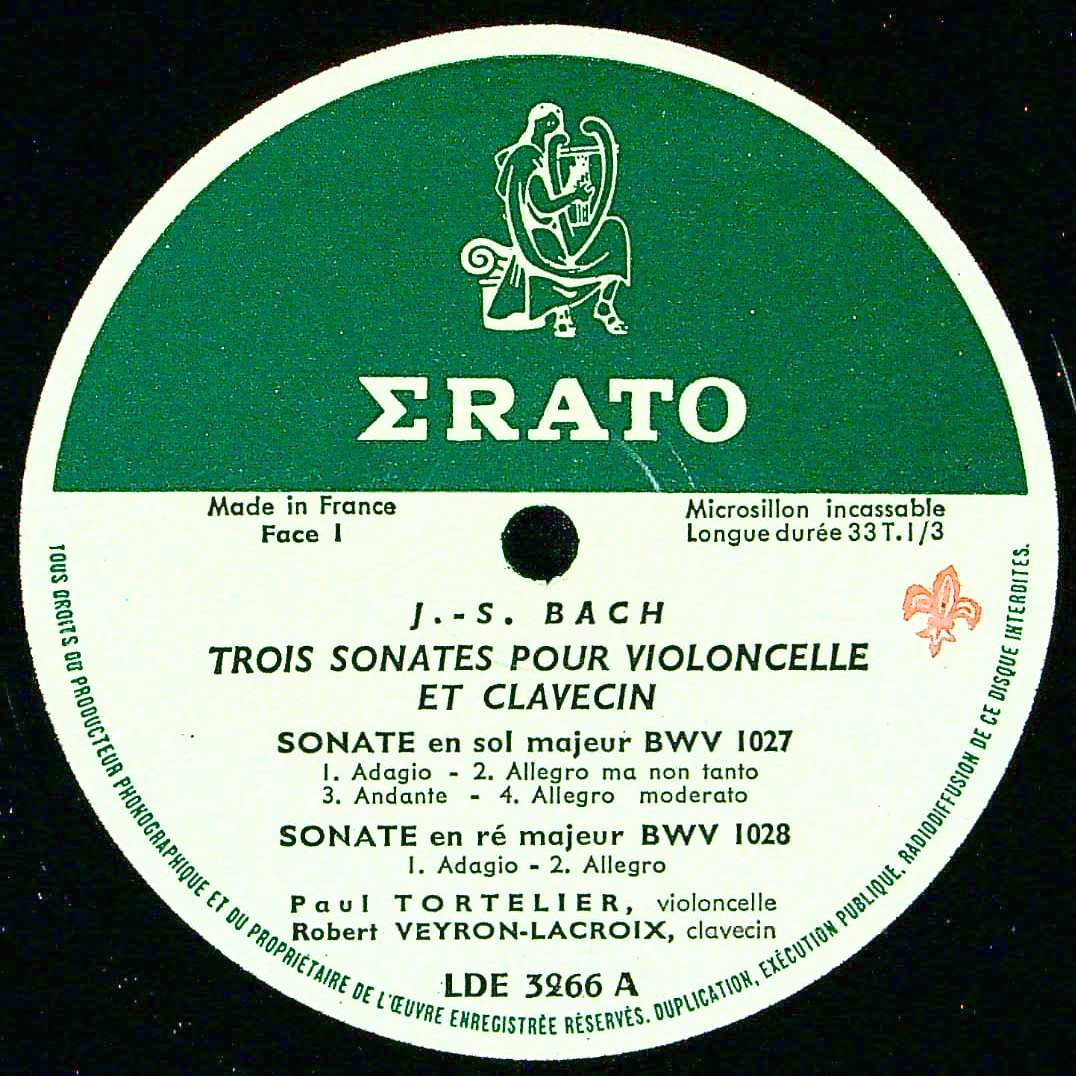 ΣRATO
Made in France
Face 1
Microsillon incassable
Longue durée 33 T.1/3
J.-S. BACH
TROIS SONATES POUR VIOLONCELLE
ET CLAVECIN
SONATE en sol majeur BWV 1027
1. Adagio - 2. Allegro ma non tanto
3. Andante - 4. Allegro moderato
SONATE en ré majeur BWV 1028
1. Adagio - 2. Allegro
Paul TORTELIER, violoncelle
Robert VEYRON-LACROIX, clavecin
LDE 3266 A
TOUS DROITS DU PRODUCTEUR PHONOGRAPHIQUE ET DU PROPRIÉTAIRE DE L'ŒUVRE ENREGISTRÉE RÉSERVÉS. DUPLICATION, EXÉCUTION PUBLIQUE, RADIODIFFUSION DE CE DISQUE INTERDITES.